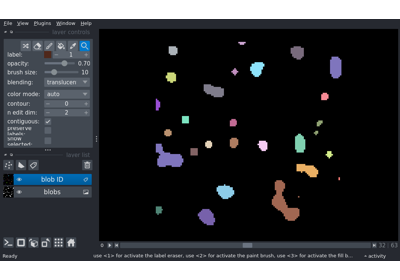 File View Plugins Window Help
layer controls
label: 1
opacity: 0.70
brush size: 10
blending: translucen
color mode: auto
contour: 0
n edit dim: 2
contiguous:
preserve labels:
show selected:
layer list
blob ID
blobs
32 63
Ready use <1> for activate the label eraser, use <2> for activate the paint brush, use <3> for activate the fill b... activity